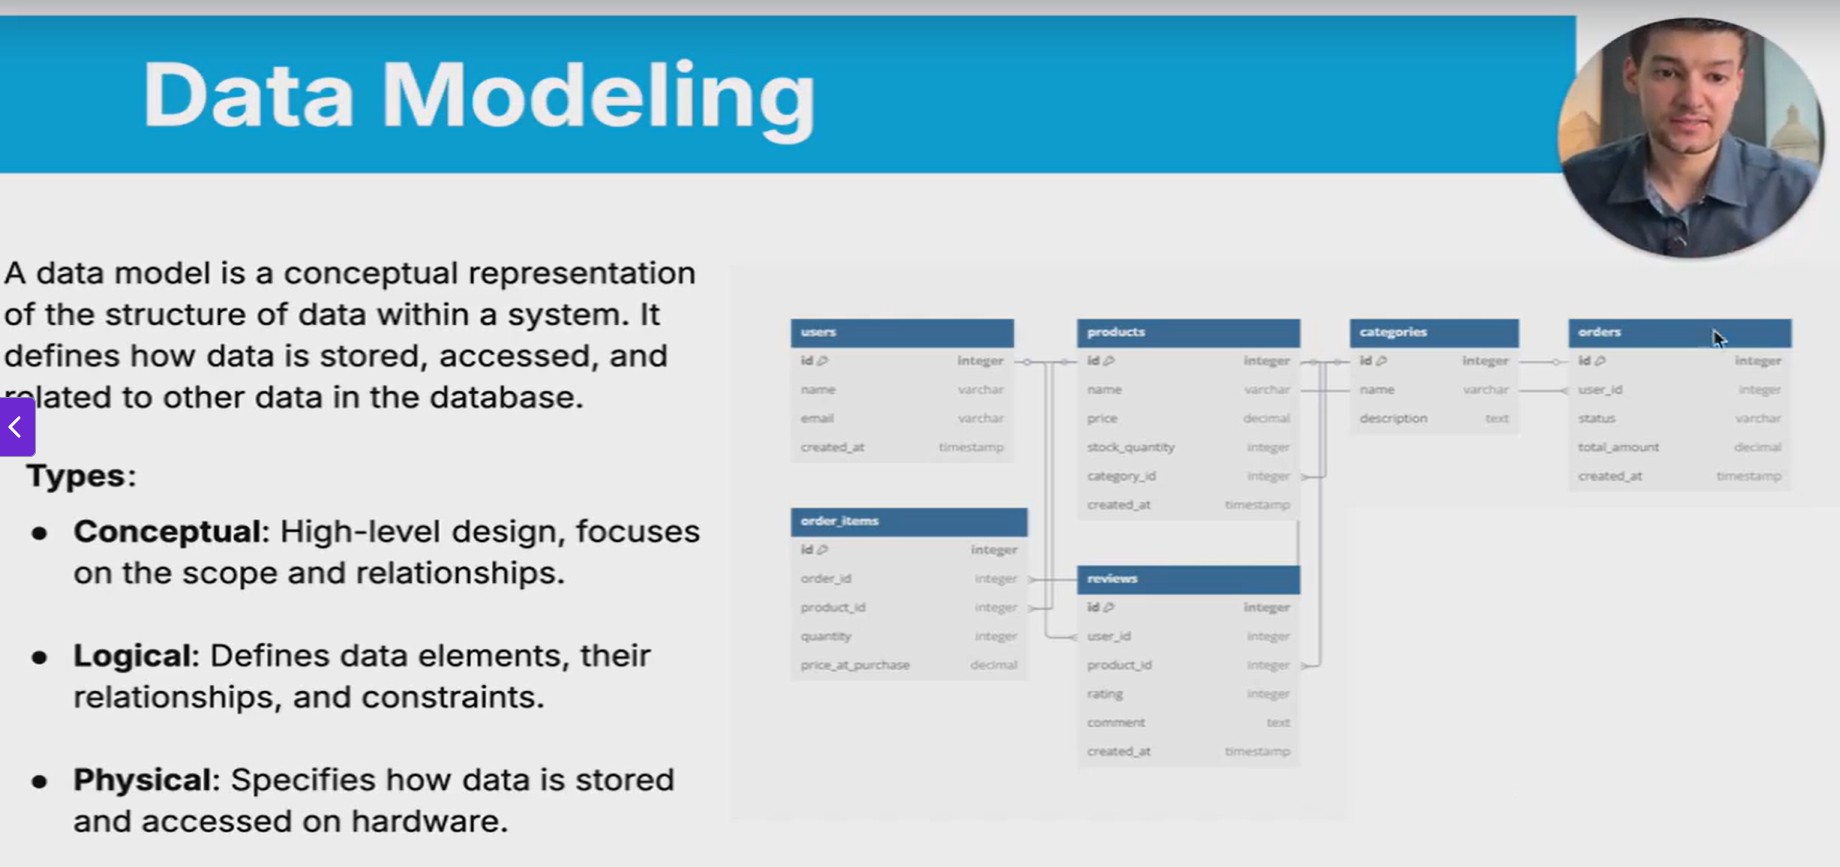 Data Modeling
A data model is a conceptual representation
of the structure of data within a system. It
defines how data is stored, accessed, and
related to other data in the database.
Types:
● Conceptual: High-level design, focuses
on the scope and relationships.
● Logical: Defines data elements, their
relationships, and constraints.
● Physical: Specifies how data is stored
and accessed on hardware.
users
id integer
name varchar
email varchar
created_at timestamp
order_items
id integer
order_id integer
product_id integer
quantity integer
price_at_purchase decimal
products
id integer
name varchar
price decimal
stock_quantity integer
category_id integer
created_at timestamp
reviews
id integer
user_id integer
product_id integer
rating integer
comment text
created_at timestamp
categories
id integer
name varchar
description text
orders
id integer
user_id integer
status varchar
total_amount decimal
created_at timestamp